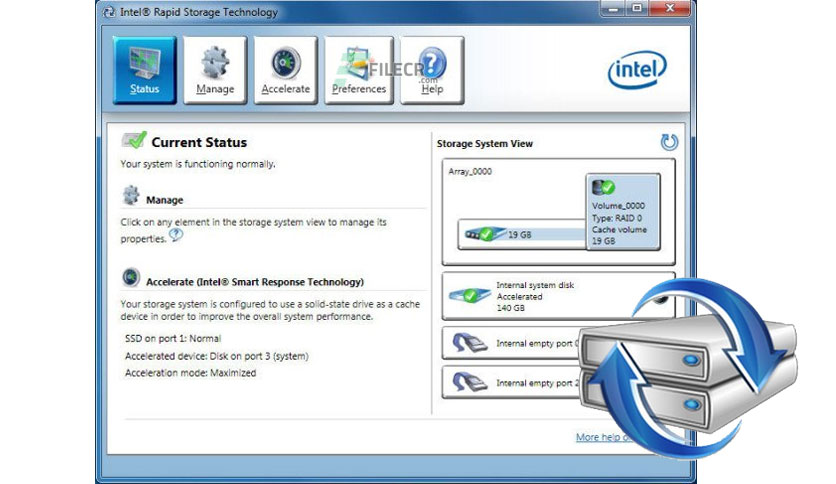 Intel® Rapid Storage Technology
Status
Manage
Accelerate
Preferences
Help
FILECR
.com
intel
Current Status
Your system is functioning normally.
Manage
Click on any element in the storage system view to manage its
properties.
Accelerate (Intel® Smart Response Technology)
Your storage system is configured to use a solid-state drive as a cache
device in order to improve the overall system performance.
SSD on port 1: Normal
Accelerated device: Disk on port 3 (system)
Acceleration mode: Maximized
Storage System View
Array_0000
Volume_0000
Type: RAID 0
Cache volume
19 GB
19 GB
Internal system disk
Accelerated
140 GB
Internal empty port
Internal empty port 2
More help